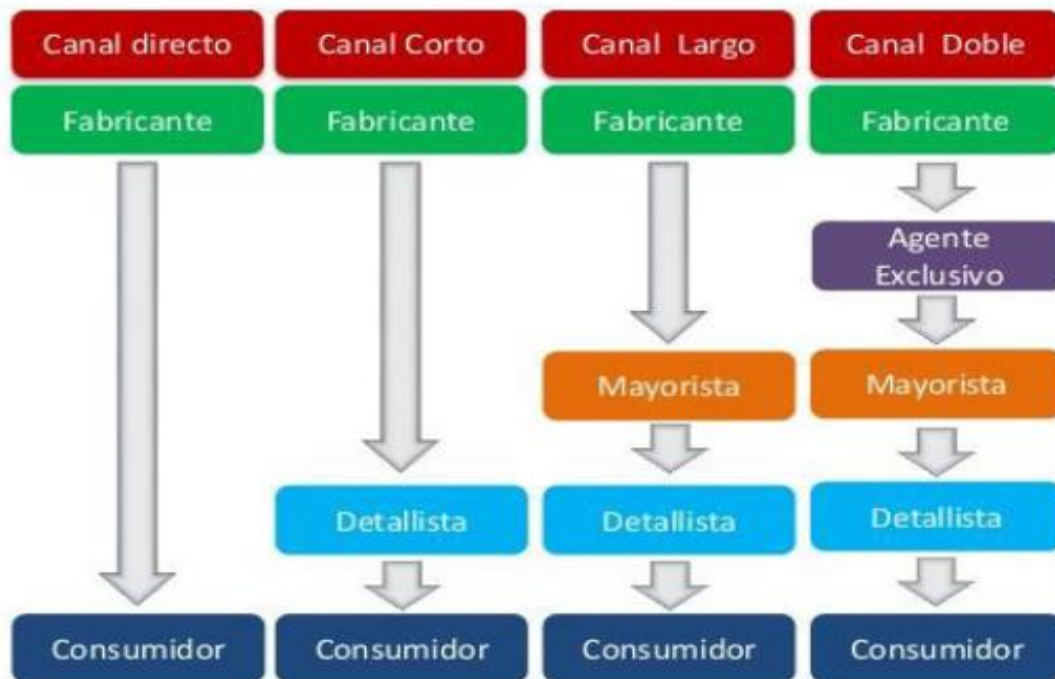 Canal directo
Canal Corto
Canal Largo
Canal Doble
Fabricante
Fabricante
Fabricante
Fabricante
Agente
Exclusivo
Mayorista
Mayorista
Detallista
Detallista
Detallista
Consumidor
Consumidor
Consumidor
Consumidor